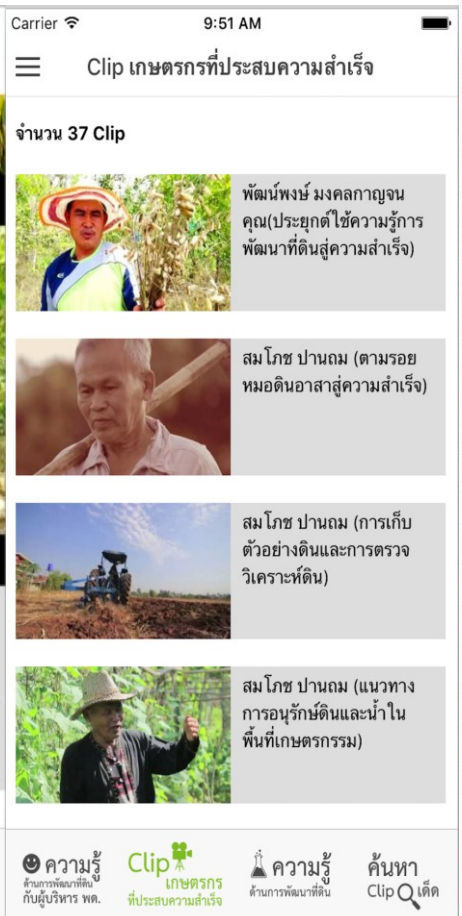 Carrier 9:51 AM
Clip เกษตรกรที่ประสบความสำเร็จ
จำนวน 37 Clip
พัฒน์พงษ์ มงคลกาญจน
คุณ(ประยุกต์ใช้ความรู้การ
พัฒนาที่ดินสู่ความสำเร็จ)
สมโภช ปานถม (ตามรอย
หมอดินอาสาสู่ความสำเร็จ)
สมโภช ปานถม (การเก็บ
ตัวอย่างดินและการตรวจ
วิเคราะห์ดิน)
สมโภช ปานถม (แนวทาง
การอนุรักษ์ดินและน้ำใน
พื้นที่เกษตรกรรม)
ความรู้
ด้านการพัฒนาที่ดิน
กับผู้บริหาร พด.
Clip
เกษตรกร
ที่ประสบความสำเร็จ
ความรู้
ด้านการพัฒนาที่ดิน
ค้นหา
Clip เด็ด